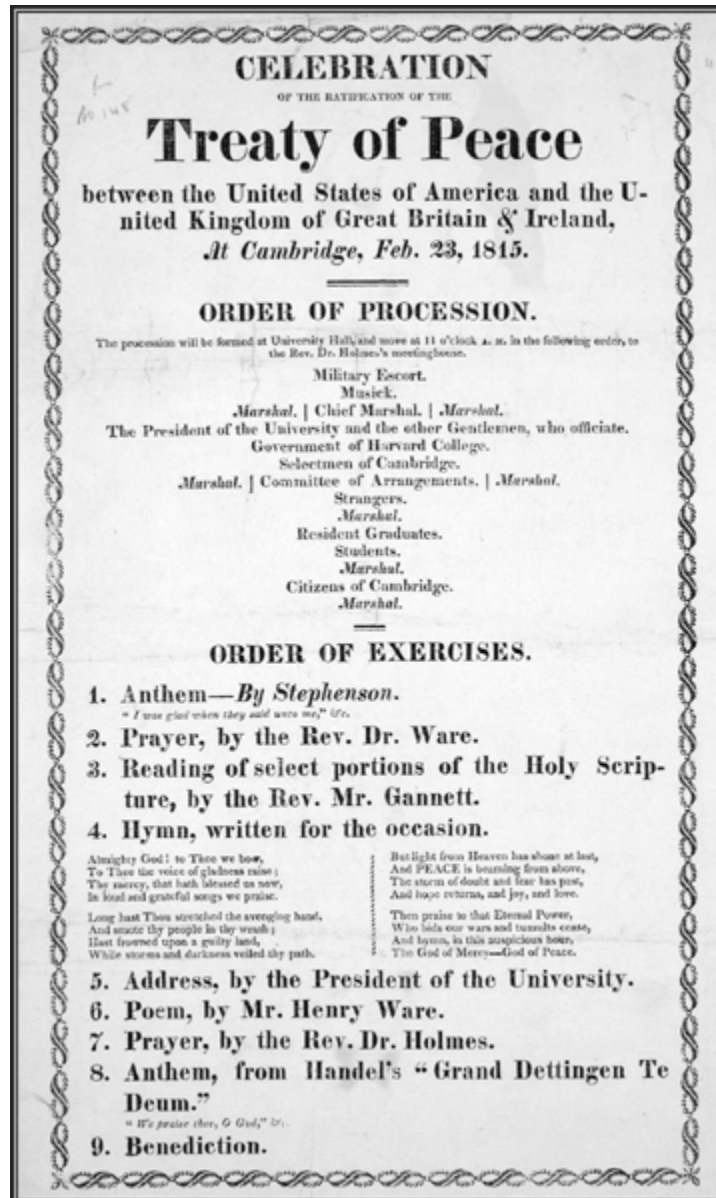 CELEBRATION
OF THE RATIFICATION OF THE
Treaty of Peace
between the United States of America and the U-
nited Kingdom of Great Britain & Ireland,
At Cambridge, Feb. 23, 1815.
ORDER OF PROCESSION.
The procession will be formed at University Hall, and move at 11 o'clock A. M. in the following order, to
the Rev. Dr. Holmes's meetinghouse.
Military Escort.
Musick.
Marshal. | Chief Marshal. | Marshal.
The President of the University and the other Gentlemen, who officiate.
Government of Harvard College.
Selectmen of Cambridge.
Marshal. | Committee of Arrangements. | Marshal.
Strangers.
Marshal.
Resident Graduates.
Students.
Marshal.
Citizens of Cambridge.
Marshal.
ORDER OF EXERCISES.
1. Anthem—By Stephenson.
"I was glad when they said unto me," &c.
2. Prayer, by the Rev. Dr. Ware.
3. Reading of select portions of the Holy Scrip-
ture, by the Rev. Mr. Gannett.
4. Hymn, written for the occasion.
Almighty God! to Thee we bow,
To Thee the voice of gladness raise;
Thy mercy, that hath blessed us now,
In loud and grateful songs we praise.
Long hast Thou stretched the avenging hand,
And smote thy people in thy wrath;
Hast frowned upon a guilty land,
While storms and darkness veiled thy path.
But light from Heaven has shone at last,
And PEACE is beaming from above,
The storm of doubt and fear has past,
And hope returns, and joy, and love.
Then praise to that Eternal Power,
Who bids our wars and tumults cease,
And hymn, in this auspicious hour,
The God of Mercy—God of Peace.
5. Address, by the President of the University.
6. Poem, by Mr. Henry Ware.
7. Prayer, by the Rev. Dr. Holmes.
8. Anthem, from Handel's "Grand Dettingen Te
Deum."
"We praise thee, O God," &c.
9. Benediction.